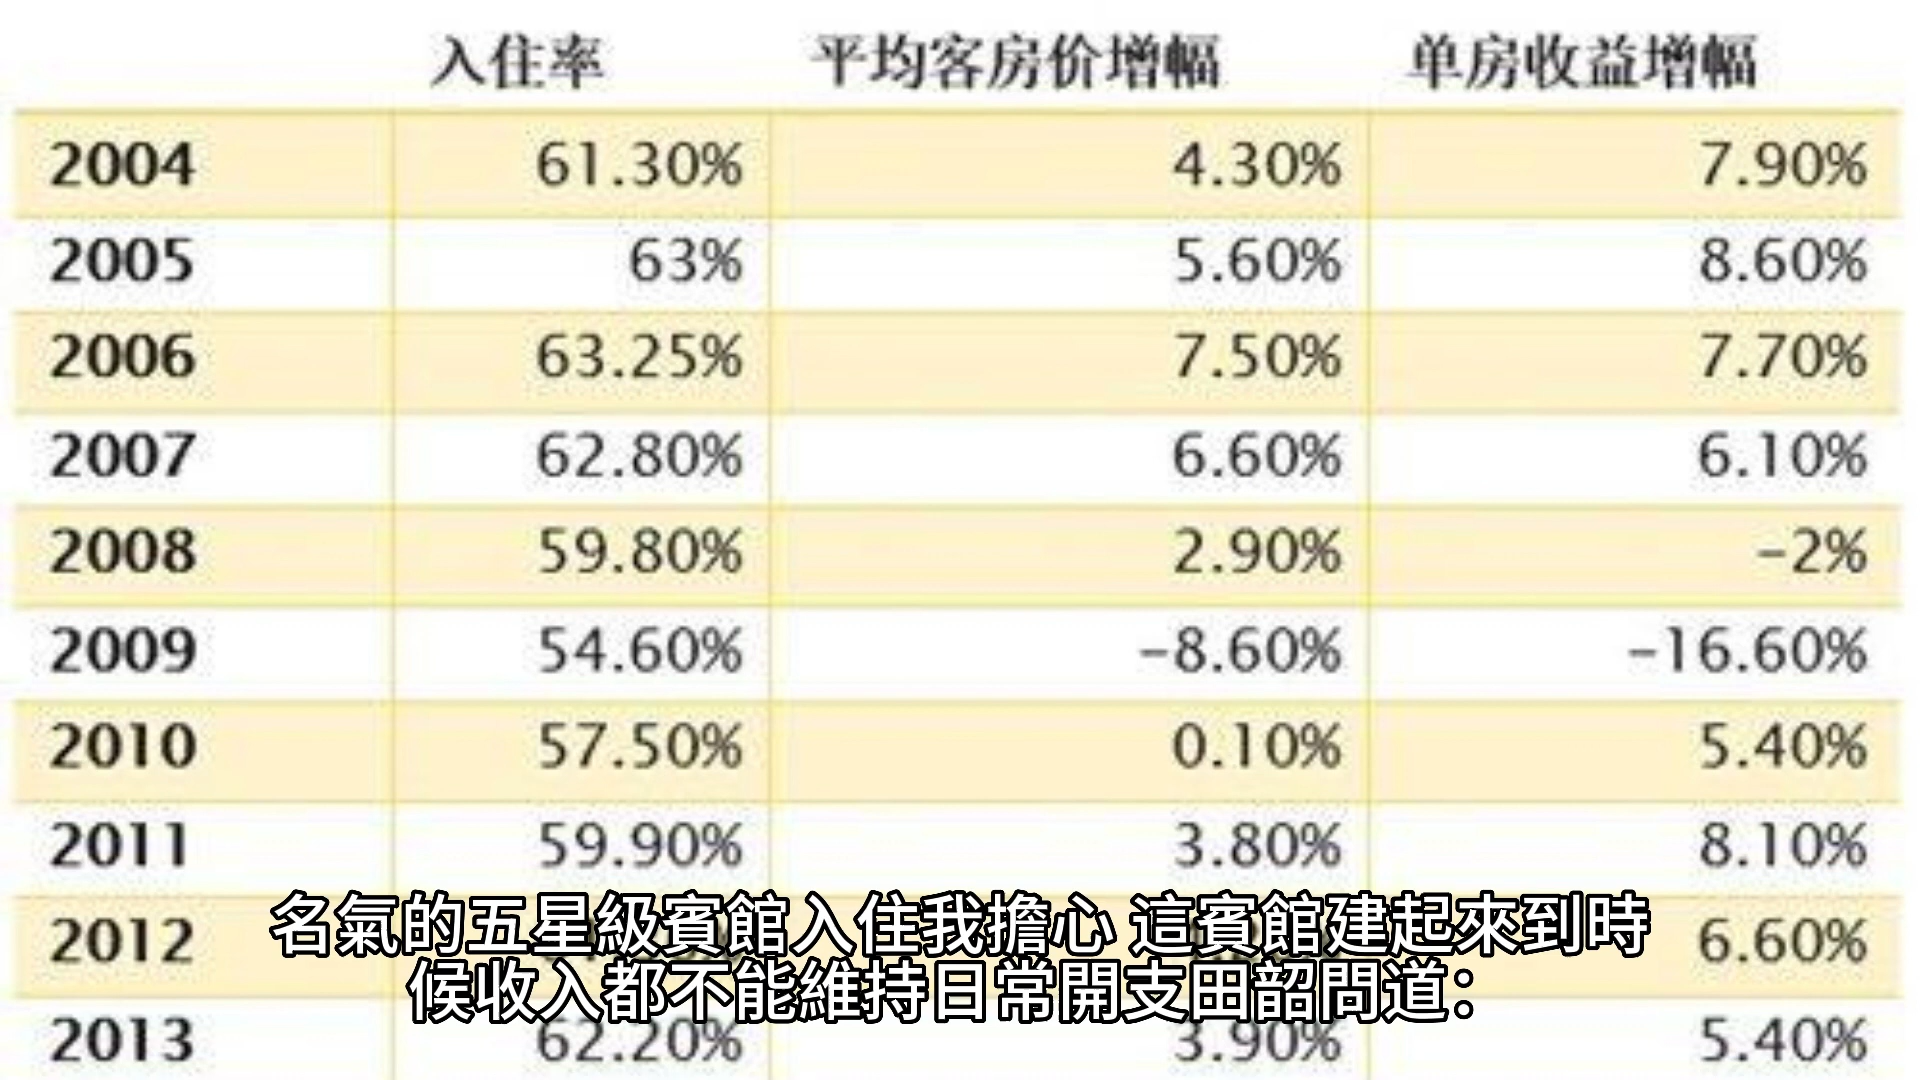 入住率 平均客房价增幅 单房收益增幅
2004 61.30% 4.30% 7.90%
2005 63% 5.60% 8.60%
2006 63.25% 7.50% 7.70%
2007 62.80% 6.60% 6.10%
2008 59.80% 2.90% -2%
2009 54.60% -8.60% -16.60%
2010 57.50% 0.10% 5.40%
2011 59.90% 3.80% 8.10%
2012 6.60%
名氣的五星級賓館入住我擔心 這賓館建起來到時
候收入都不能維持日常開支田韶問道：
2013 62.20% 3.90% 5.40%